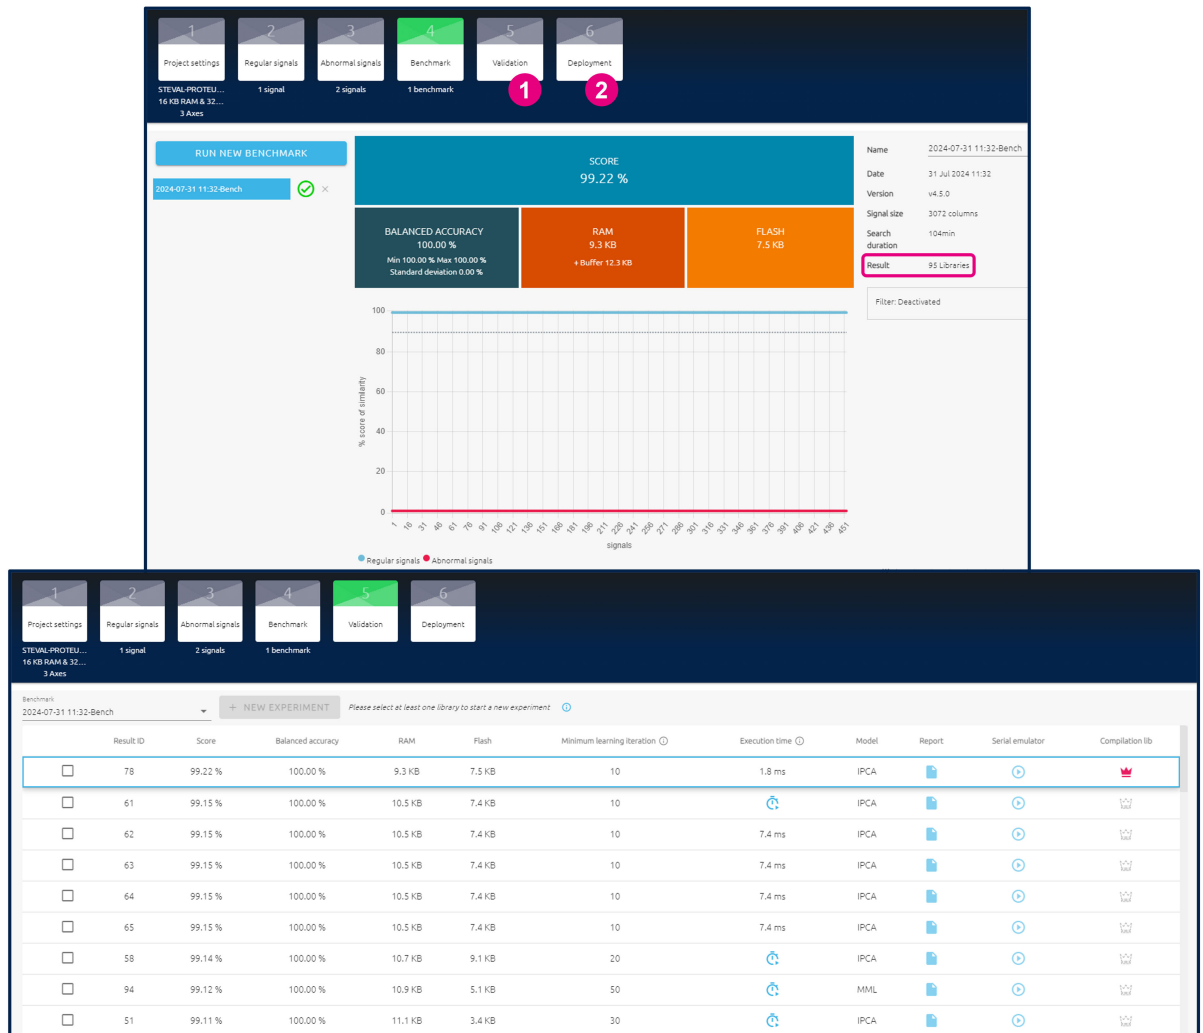 1 2 3 4 5 6
Project settings Regular signals Abnormal signals Benchmark Validation Deployment
STEVAL-PROTEU... 1 signal 2 signals 1 benchmark 1 2
16 KB RAM & 32...
3 Axes
RUN NEW BENCHMARK
2024-07-31 11:32-Bench
SCORE
99.22 %
BALANCED ACCURACY
100.00 %
Min 100.00 % Max 100.00 %
Standard deviation 0.00 %
RAM
9.3 KB
+ Buffer 12.3 KB
FLASH
7.5 KB
Name 2024-07-31 11:32-Bench
Date 31 Jul 2024 11:32
Version v4.5.0
Signal size 3072 columns
Search 104min
duration
Result 95 Libraries
Filter: Deactivated
% score of similarity
100
80
60
40
20
0
1 16 31 46 61 76 91 106 121 136 151 166 181 196 211 226 241 256 271 286 301 316 331 346 361 376 391 406 421 436 451
signals
Regular signals Abnormal signals
1 2 3 4 5 6
Project settings Regular signals Abnormal signals Benchmark Validation Deployment
STEVAL-PROTEU... 1 signal 2 signals 1 benchmark
16 KB RAM & 32...
3 Axes
Benchmark
2024-07-31 11:32-Bench + NEW EXPERIMENT Please select at least one library to start a new experiment
Result ID Score Balanced accuracy RAM Flash Minimum learning iteration Execution time Model Report Serial emulator Compilation lib
78 99.22 % 100.00 % 9.3 KB 7.5 KB 10 1.8 ms IPCA
61 99.15 % 100.00 % 10.5 KB 7.4 KB 10 IPCA
62 99.15 % 100.00 % 10.5 KB 7.4 KB 10 7.4 ms IPCA
63 99.15 % 100.00 % 10.5 KB 7.4 KB 10 7.4 ms IPCA
64 99.15 % 100.00 % 10.5 KB 7.4 KB 10 7.4 ms IPCA
65 99.15 % 100.00 % 10.5 KB 7.4 KB 10 7.4 ms IPCA
58 99.14 % 100.00 % 10.7 KB 9.1 KB 20 IPCA
94 99.12 % 100.00 % 10.9 KB 5.1 KB 50 MML
51 99.11 % 100.00 % 11.1 KB 3.4 KB 30 IPCA